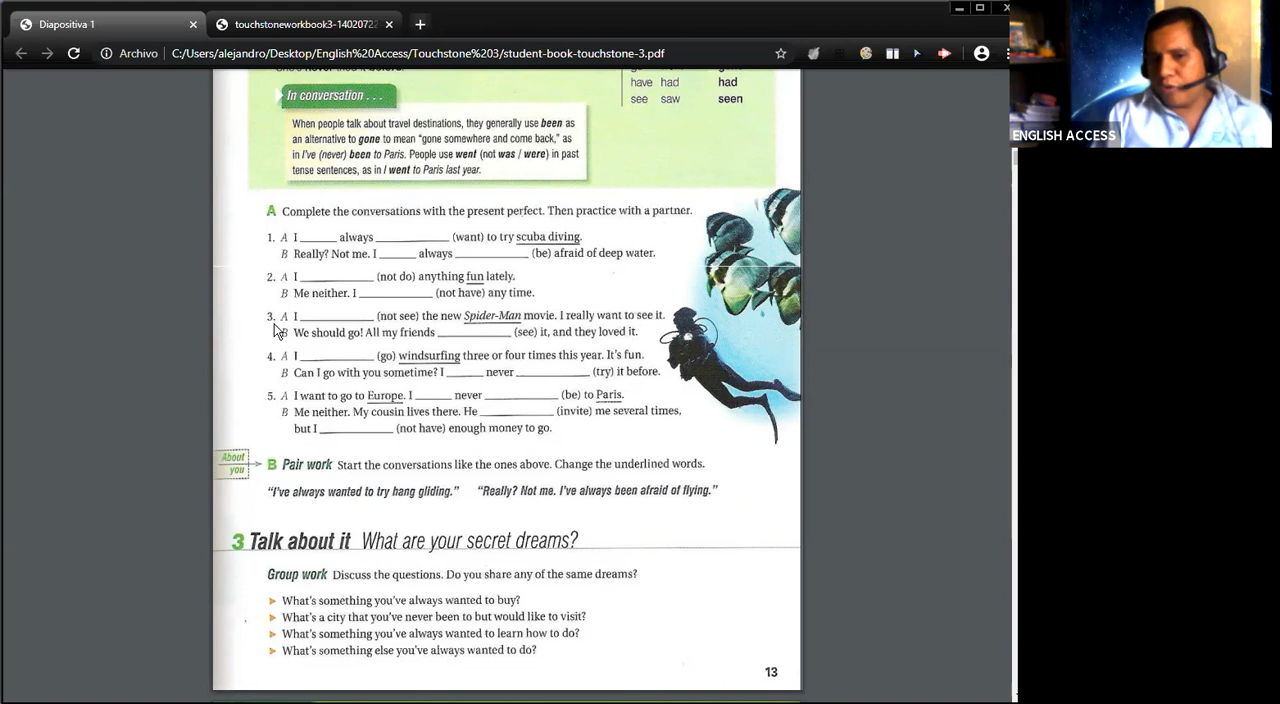 Diapositiva 1
touchstoneworkbook3-1402072
Archivo
C:/Users/alejandro/Desktop/English%20Access/Touchstone%203/student-book-touchstone-3.pdf
ENGLISH ACCESS
have had had
see saw seen
In conversation . . .
When people talk about travel destinations, they generally use been as
an alternative to gone to mean "gone somewhere and come back," as
in I've (never) been to Paris. People use went (not was / were) in past
tense sentences, as in I went to Paris last year.
A Complete the conversations with the present perfect. Then practice with a partner.
1. A I ______ always ____________ (want) to try scuba diving.
B Really? Not me. I ______ always ____________ (be) afraid of deep water.
2. A I ____________ (not do) anything fun lately.
B Me neither. I ____________ (not have) any time.
3. A I ____________ (not see) the new Spider-Man movie. I really want to see it.
B We should go! All my friends ____________ (see) it, and they loved it.
4. A I ____________ (go) windsurfing three or four times this year. It's fun.
B Can I go with you sometime? I ______ never ____________ (try) it before.
5. A I want to go to Europe. I ______ never ____________ (be) to Paris.
B Me neither. My cousin lives there. He ____________ (invite) me several times,
but I ____________ (not have) enough money to go.
About
you
B Pair work Start the conversations like the ones above. Change the underlined words.
"I've always wanted to try hang gliding." "Really? Not me. I've always been afraid of flying."
3 Talk about it What are your secret dreams?
Group work Discuss the questions. Do you share any of the same dreams?
What's something you've always wanted to buy?
What's a city that you've never been to but would like to visit?
What's something you've always wanted to learn how to do?
What's something else you've always wanted to do?
13